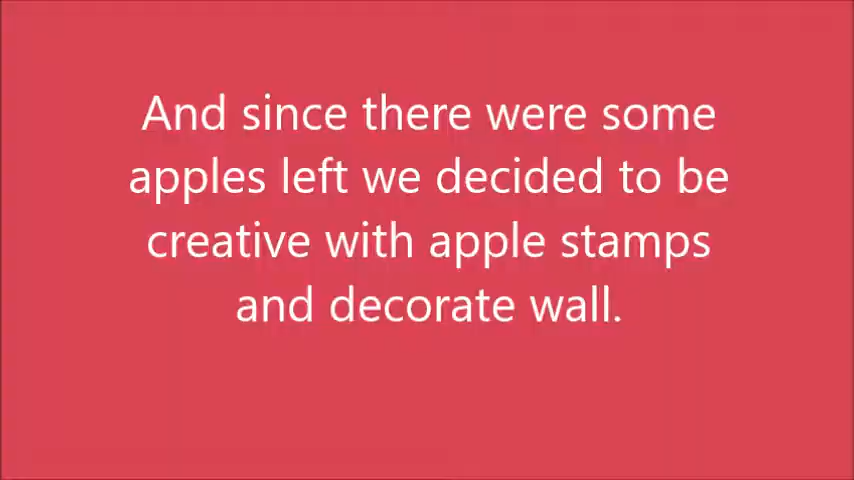 And since there were some
apples left we decided to be
creative with apple stamps
and decorate wall.